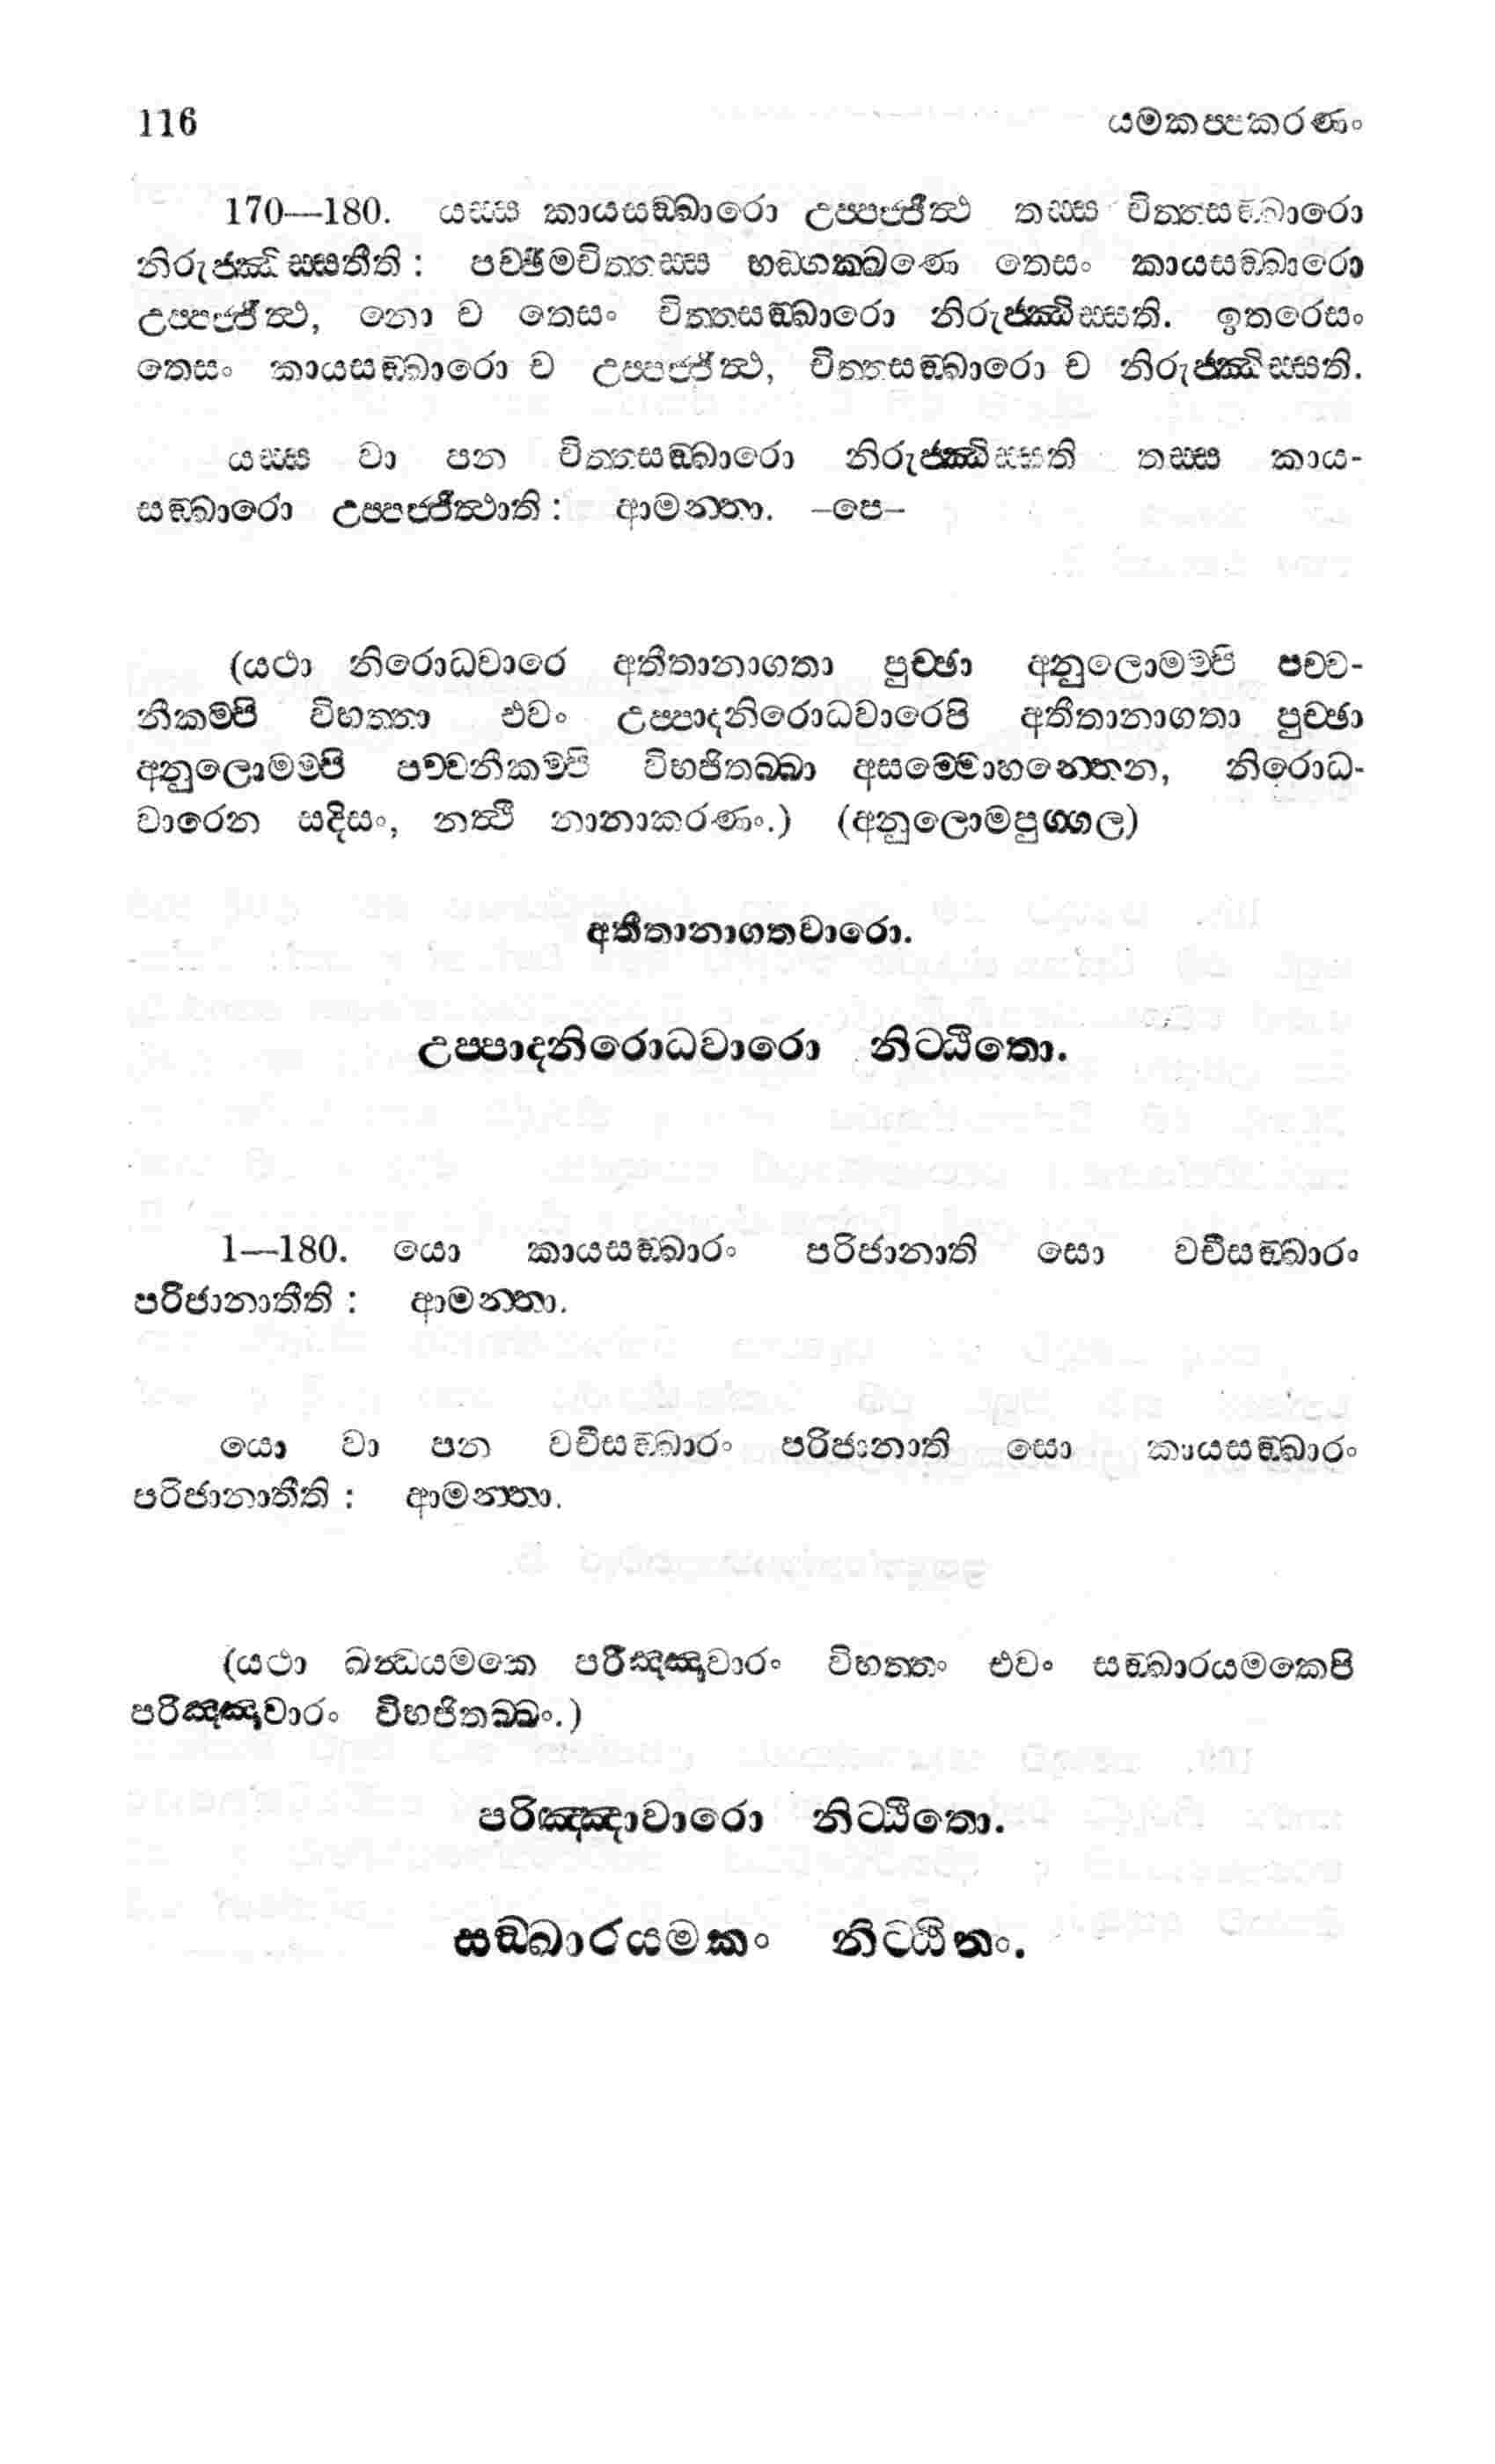 116 යමකප්පකරණං
170—180. යස්ස කායසඞ්ඛාරො උප්පජ්ජිත්ථ තස්ස චිත්තසඞ්ඛාරො
නිරුජ්ඣිස්සතීති : පච්ඡිමචිත්තස්ස භඞ්ගක්ඛණෙ තෙසං කායසඞ්ඛාරො
උප්පජ්ජිත්ථ, නො ච තෙසං චිත්තසඞ්ඛාරො නිරුජ්ඣිස්සති. ඉතරෙසං
තෙසං කායසඞ්ඛාරො ච උප්පජ්ජිත්ථ, චිත්තසඞ්ඛාරො ච නිරුජ්ඣිස්සති.
යස්ස වා පන චිත්තසඞ්ඛාරො නිරුජ්ඣිස්සති තස්ස කාය-
සඞ්ඛාරො උප්පජ්ජිත්ථාති : ආමන්තා. –පෙ–
(යථා නිරොධවාරෙ අතීතානාගතා පුච්ඡා අනුලොමම්පි පච්ච-
නීකම්පි විභත්තා එවං උප්පාදනිරොධවාරෙපි අතීතානාගතා පුච්ඡා
අනුලොමම්පි පච්චනීකම්පි විභජිතබ්බා අසම්මොහන්තෙන, නිරොධ-
වාරෙන සදිසං, නත්ථි නානාකරණං.) (අනුලොමපුග්ගල)
අතීතානාගතවාරො.
උප්පාදනිරොධවාරො නිට්ඨිතො.
1—180. යො කායසඞ්ඛාරං පරිජානාති සො වචීසඞ්ඛාරං
පරිජානාතීති : ආමන්තා.
යො වා පන වචීසඞ්ඛාරං පරිජානාති සො කායසඞ්ඛාරං
පරිජානාතීති : ආමන්තා.
(යථා ඛන්ධයමකෙ පරිඤ්ඤාවාරං විභත්තං එවං සඞ්ඛාරයමකෙපි
පරිඤ්ඤාවාරං විභජිතබ්බං.)
පරිඤ්ඤාවාරො නිට්ඨිතො.
සඞ්ඛාරයමකං නිට්ඨිතං.